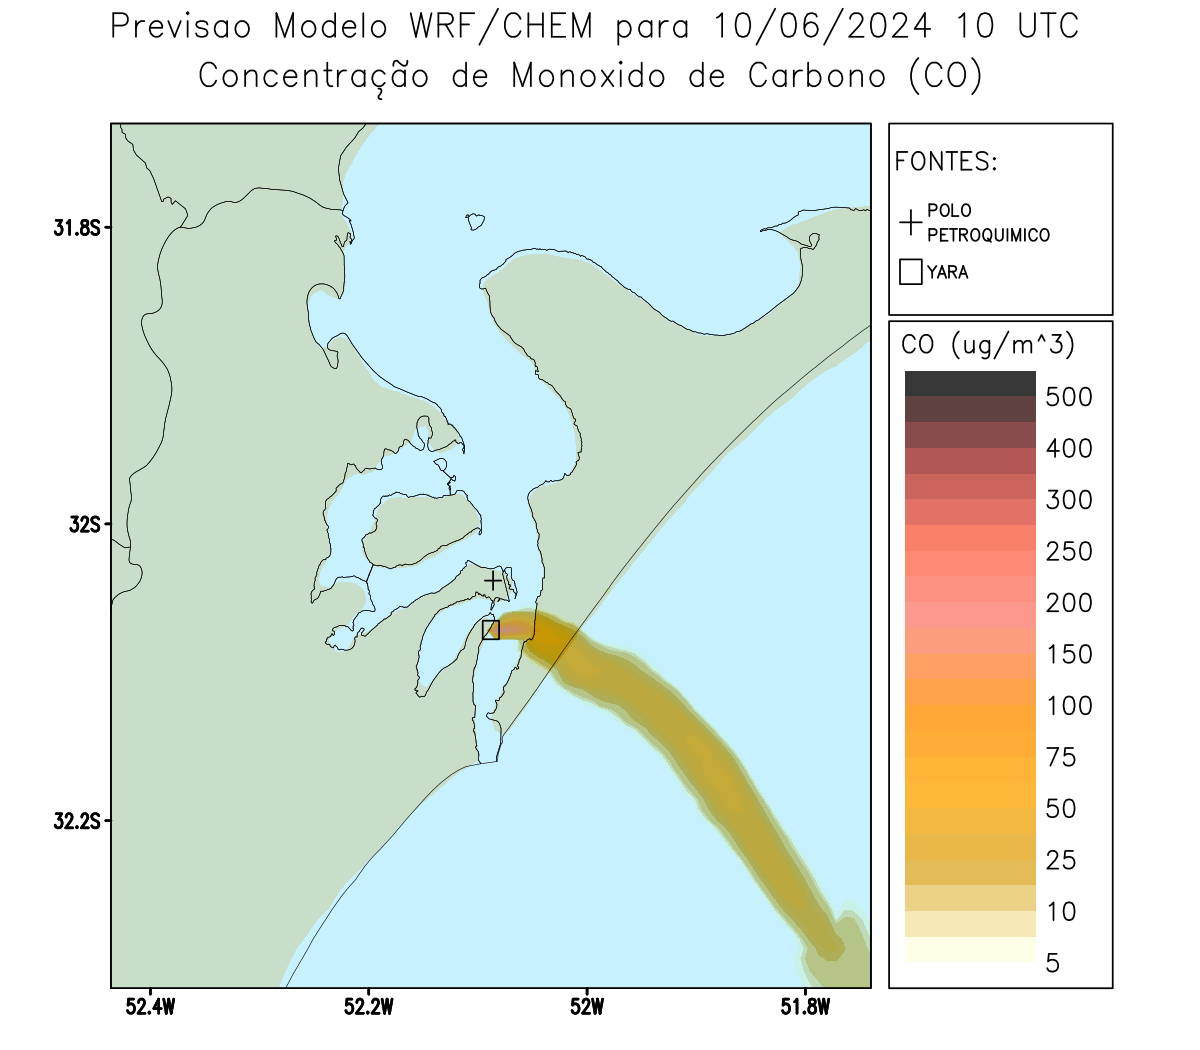 Previsao Modelo WRF/CHEM para 10/06/2024 10 UTC
Concentração de Monoxido de Carbono (CO)
FONTES:
POLO
PETROQUIMICO
YARA
CO (ug/m^3)
500
400
300
250
200
150
100
75
50
25
10
5
31.8S
32S
32.2S
52.4W
52.2W
52W
51.8W